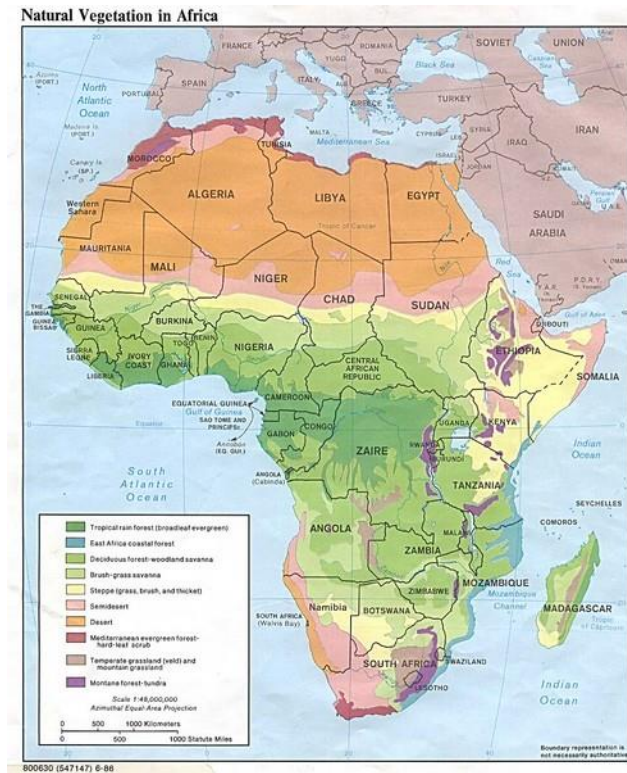 Natural Vegetation in Africa
SOVIET
UNION
FRANCE
ROMANIA
YUGO
BUL.
Black Sea
ITALY
SPAIN
PORTUGAL
GREECE
TURKEY
North
Atlantic
Ocean
Azores
(PORT.)
Madeira Is.
(PORT.)
Canary Is.
(SP.)
MALTA
Mediterranean Sea
CYPRUS
SYRIA
LEB.
ISRAEL
JORDAN
IRAQ
IRAN
KUWAIT
Persian
Gulf
SAUDI
ARABIA
OMAN
Red
Sea
Y.A.R.
P.D.R.Y.
Gulf of Aden
MOROCCO
TUNISIA
ALGERIA
LIBYA
EGYPT
Western
Sahara
Tropic of Cancer
MAURITANIA
MALI
NIGER
CHAD
SUDAN
SENEGAL
THE
GAMBIA
GUINEA
BISSAU
GUINEA
BURKINA
BENIN
TOGO
NIGERIA
SIERRA
LEONE
IVORY
COAST
GHANA
LIBERIA
CENTRAL
AFRICAN
REPUBLIC
DJIBOUTI
ETHIOPIA
SOMALIA
CAMEROON
EQUATORIAL GUINEA
Gulf of Guinea
SAO TOME AND
PRINCIPE
Equator
Annobón
(EQ. GUI.)
GABON
CONGO
ZAIRE
UGANDA
KENYA
RWANDA
BURUNDI
TANZANIA
Indian
Ocean
ANGOLA
(Cabinda)
South
Atlantic
Ocean
SEYCHELLES
COMOROS
ANGOLA
ZAMBIA
MALAWI
MOZAMBIQUE
Mozambique
Channel
ZIMBABWE
MADAGASCAR
Tropic of
Capricorn
Namibia
BOTSWANA
SOUTH AFRICA
(Walvis Bay)
SOUTH AFRICA
SWAZILAND
LESOTHO
Indian
Ocean
Tropical rain forest (broadleaf evergreen)
East Africa coastal forest
Deciduous forest-woodland savanna
Brush-grass savanna
Steppe (grass, brush, and thicket)
Semidesert
Desert
Mediterranean evergreen forest-
hard-leaf scrub
Temperate grassland (veld) and
mountain grassland
Montane forest-tundra
Scale 1:48,000,000
Azimuthal Equal-Area Projection
0 500 1000 Kilometers
0 500 1000 Statute Miles
Boundary representation is
not necessarily authoritative
800630 (547147) 6-86